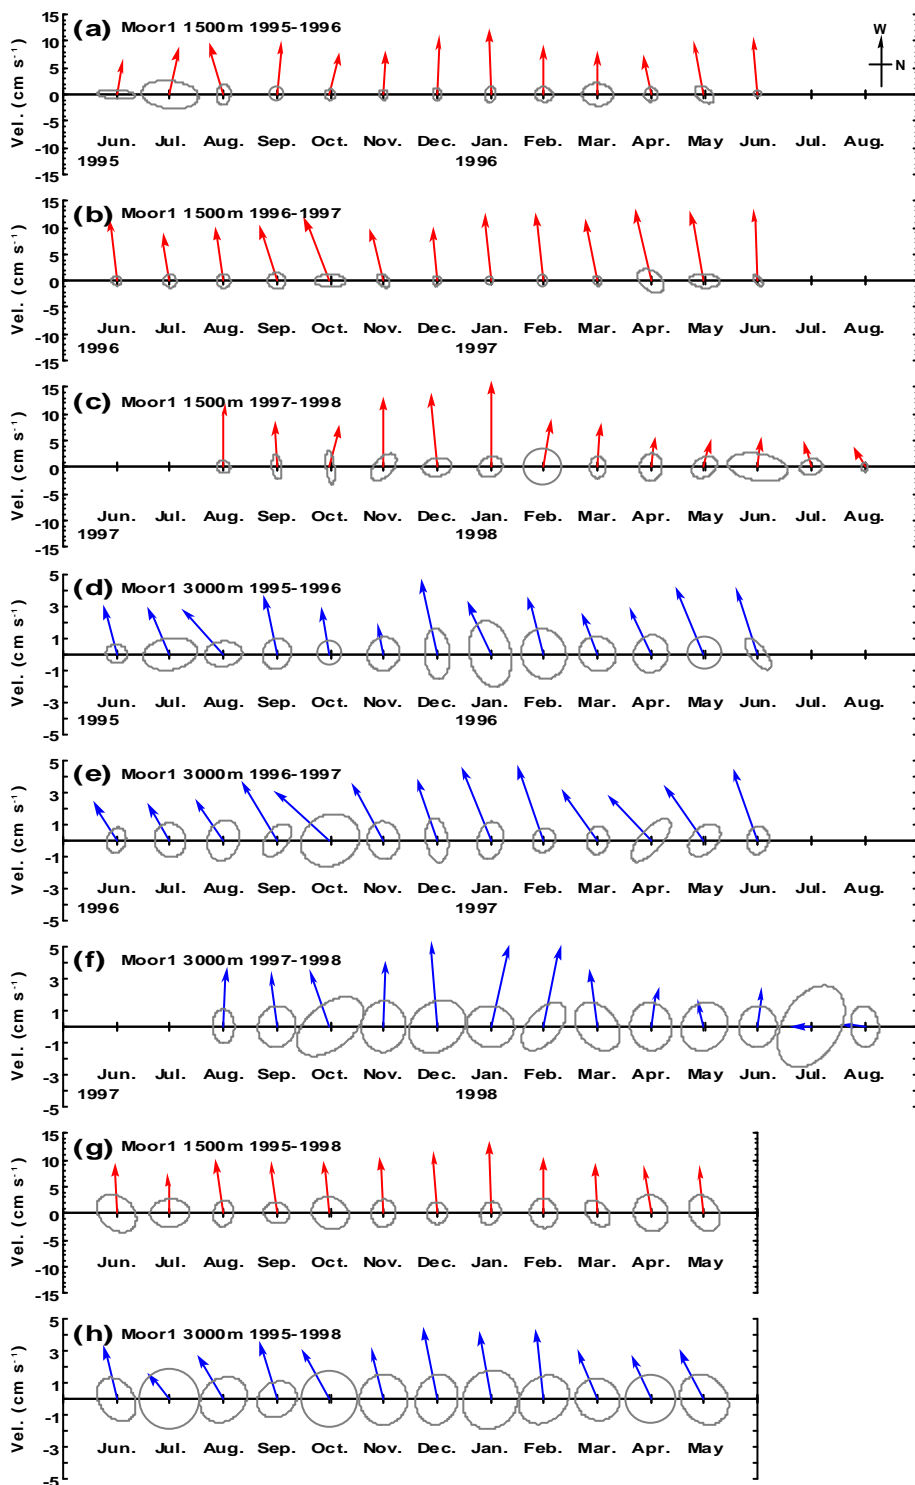 (a) Moor1 1500m 1995-1996
W
N
Vel. (cm s⁻¹)
15
10
5
0
-5
-10
-15
Jun. Jul. Aug. Sep. Oct. Nov. Dec. Jan. Feb. Mar. Apr. May Jun. Jul. Aug.
1995 1996
(b) Moor1 1500m 1996-1997
Vel. (cm s⁻¹)
15
10
5
0
-5
-10
-15
Jun. Jul. Aug. Sep. Oct. Nov. Dec. Jan. Feb. Mar. Apr. May Jun. Jul. Aug.
1996 1997
(c) Moor1 1500m 1997-1998
Vel. (cm s⁻¹)
15
10
5
0
-5
-10
-15
Jun. Jul. Aug. Sep. Oct. Nov. Dec. Jan. Feb. Mar. Apr. May Jun. Jul. Aug.
1997 1998
(d) Moor1 3000m 1995-1996
Vel. (cm s⁻¹)
5
3
1
-1
-3
-5
Jun. Jul. Aug. Sep. Oct. Nov. Dec. Jan. Feb. Mar. Apr. May Jun. Jul. Aug.
1995 1996
(e) Moor1 3000m 1996-1997
Vel. (cm s⁻¹)
5
3
1
-1
-3
-5
Jun. Jul. Aug. Sep. Oct. Nov. Dec. Jan. Feb. Mar. Apr. May Jun. Jul. Aug.
1996 1997
(f) Moor1 3000m 1997-1998
Vel. (cm s⁻¹)
5
3
1
-1
-3
-5
Jun. Jul. Aug. Sep. Oct. Nov. Dec. Jan. Feb. Mar. Apr. May Jun. Jul. Aug.
1997 1998
(g) Moor1 1500m 1995-1998
Vel. (cm s⁻¹)
15
10
5
0
-5
-10
-15
Jun. Jul. Aug. Sep. Oct. Nov. Dec. Jan. Feb. Mar. Apr. May
(h) Moor1 3000m 1995-1998
Vel. (cm s⁻¹)
5
3
1
-1
-3
-5
Jun. Jul. Aug. Sep. Oct. Nov. Dec. Jan. Feb. Mar. Apr. May